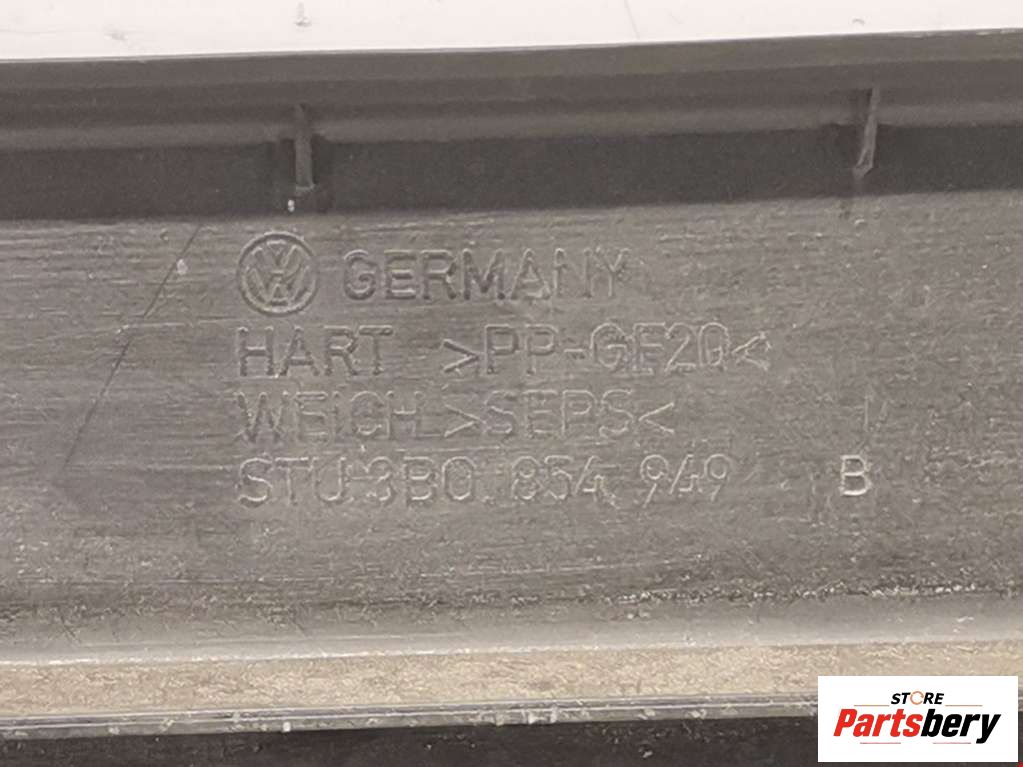 GERMANY
HART >PP-GF20<
WEICH >SEPS<
STU 3B0 854 949 B
STORE
Partsbery